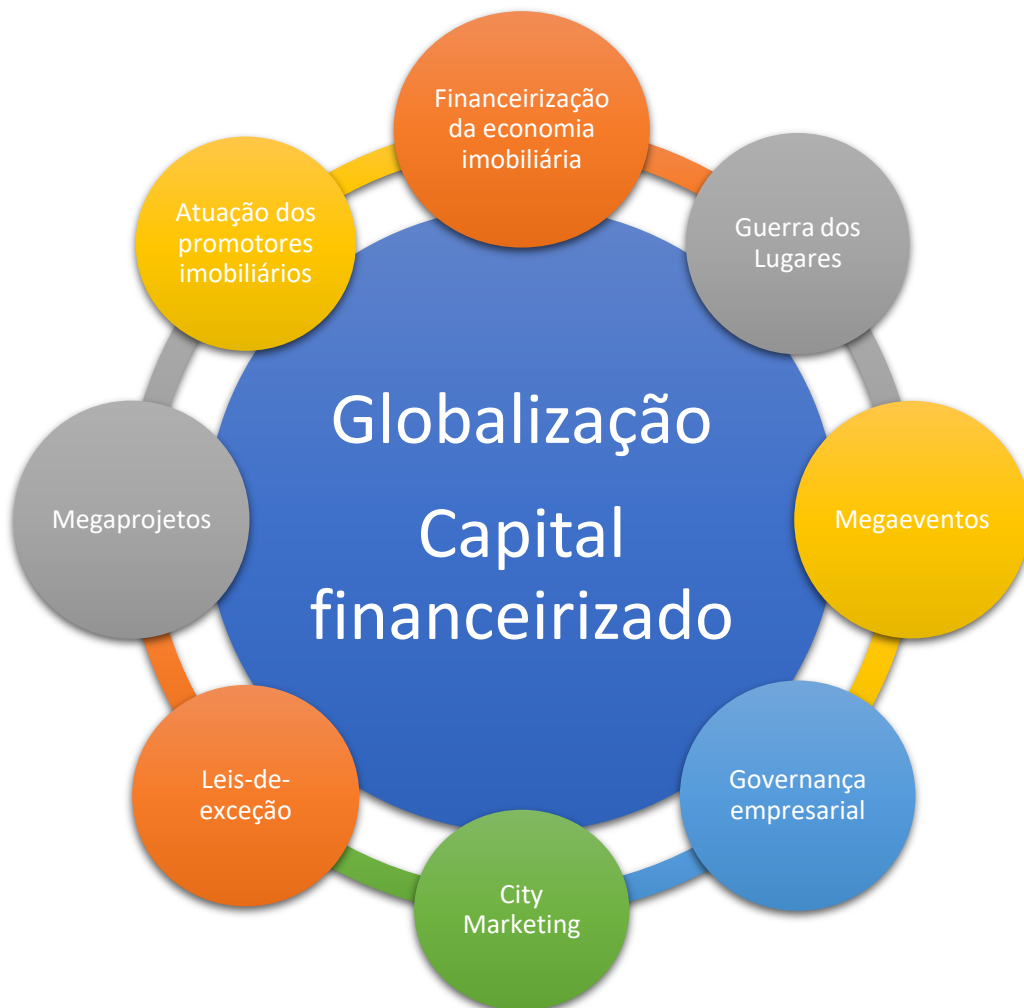 Financeirização
da economia
imobiliária
Guerra dos
Lugares
Megaeventos
Governança
empresarial
City
Marketing
Leis-de-
exceção
Megaprojetos
Atuação dos
promotores
imobiliários
Globalização
Capital
financeirizado